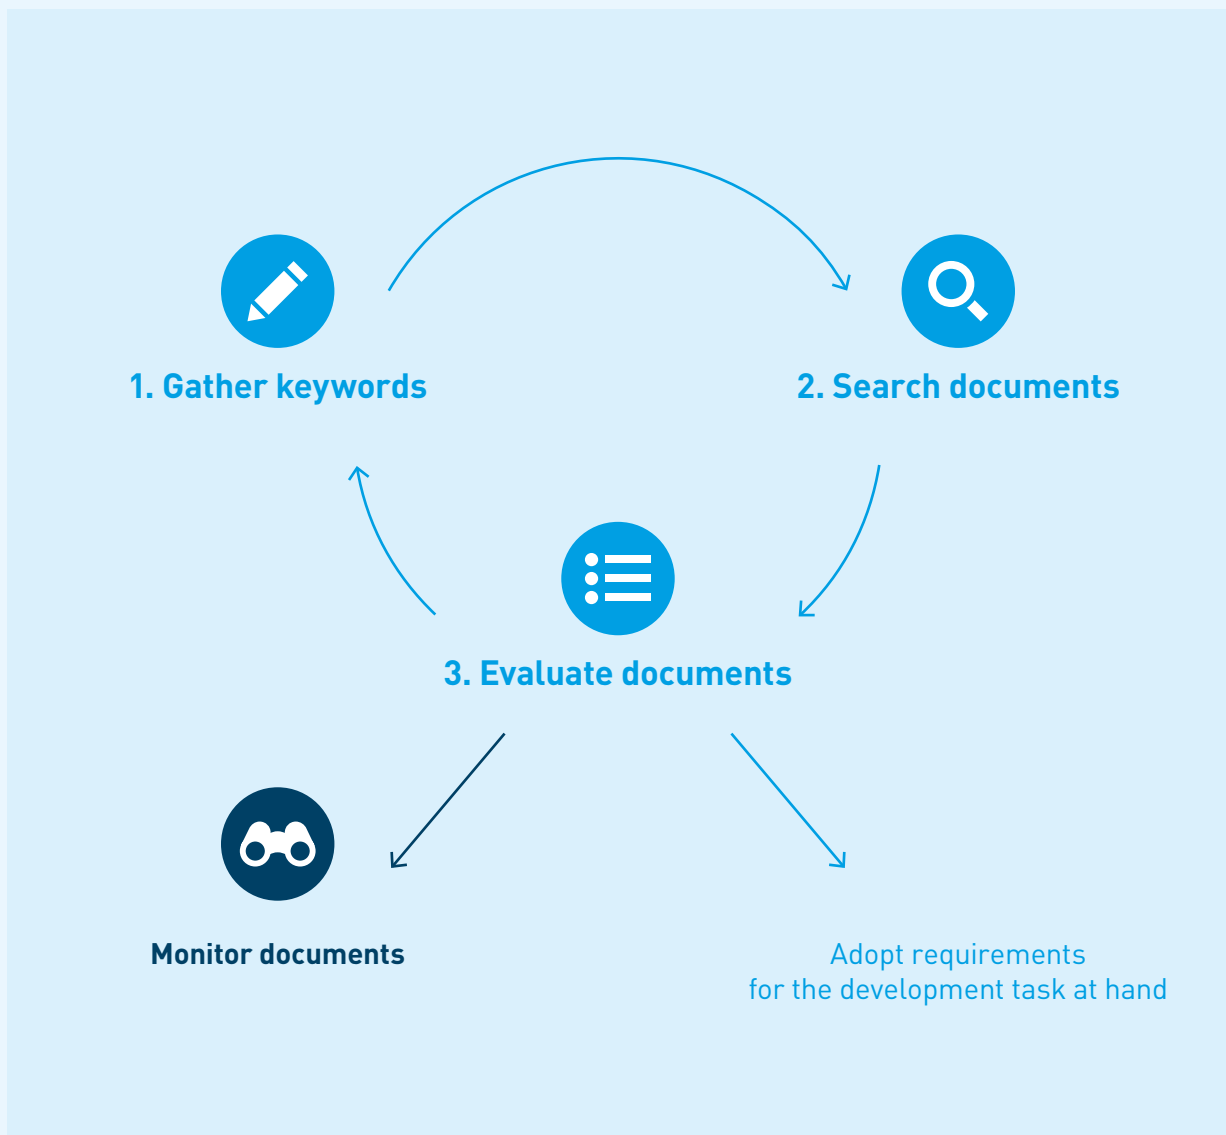 1. Gather keywords
2. Search documents
3. Evaluate documents
Monitor documents
Adopt requirements
for the development task at hand